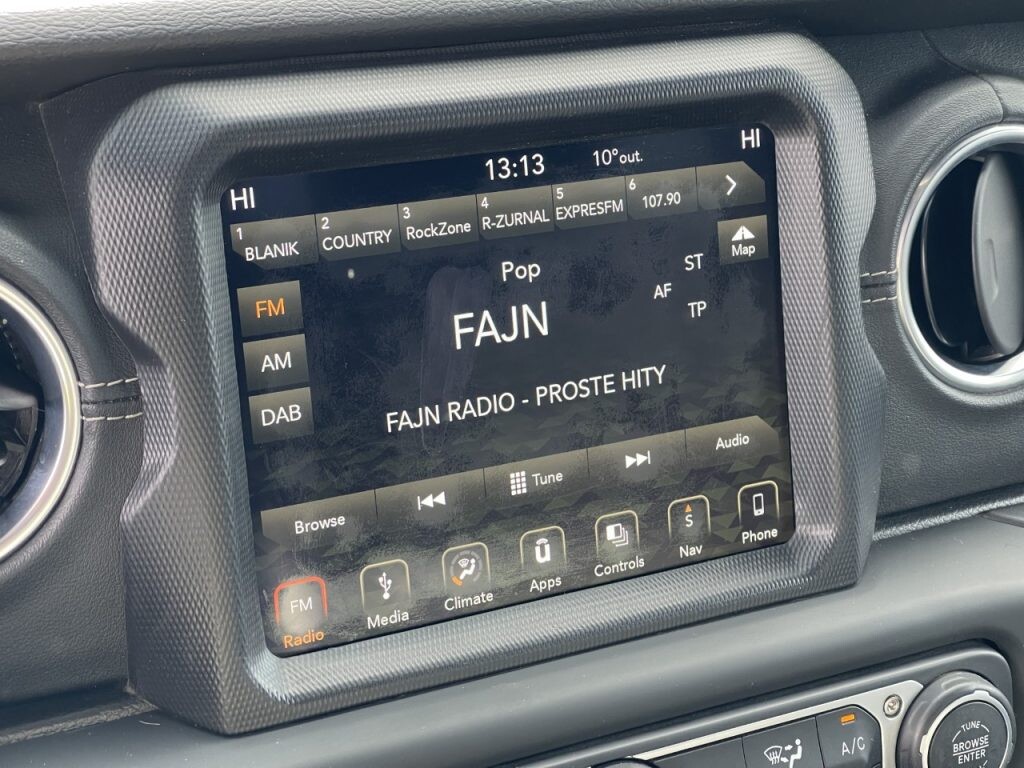 HI
13:13
10°out.
HI
1
BLANIK
2
COUNTRY
3
RockZone
4
R-ZURNAL
5
EXPRESFM
6
107.90
Map
Pop
ST
AF
TP
FM
AM
DAB
FAJN
FAJN RADIO - PROSTE HITY
Browse
Tune
Audio
FM
Radio
Media
Climate
Apps
Controls
S
Nav
Phone
A/C
TUNE
BROWSE
ENTER